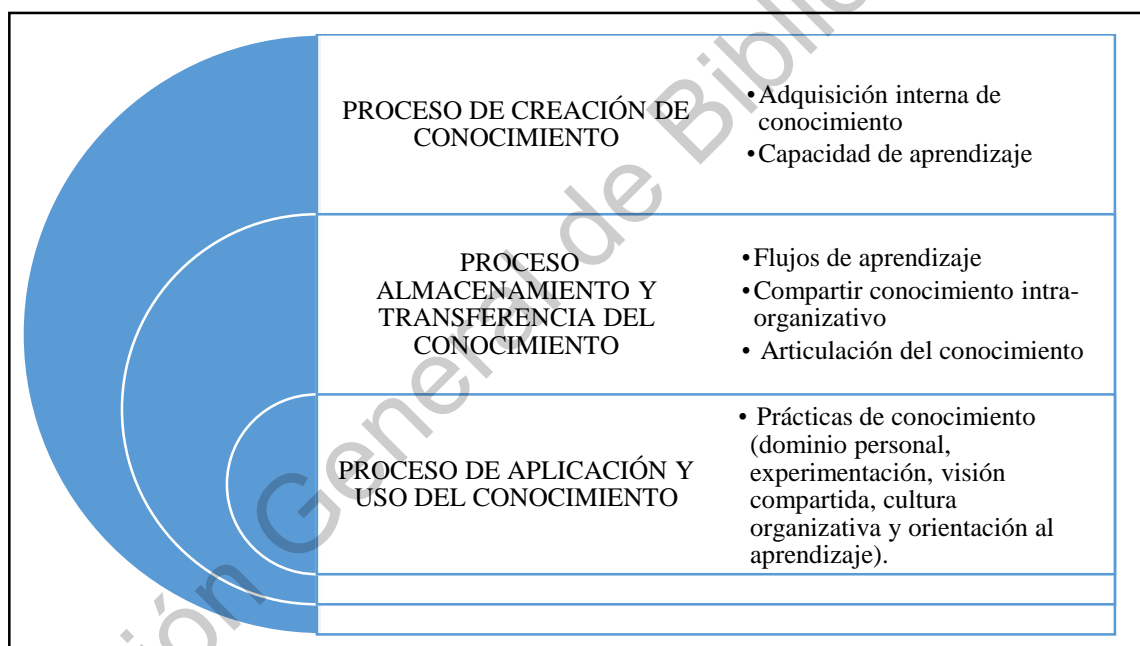 PROCESO DE CREACIÓN DE
CONOCIMIENTO
•Adquisición interna de
conocimiento
•Capacidad de aprendizaje
PROCESO
ALMACENAMIENTO Y
TRANSFERENCIA DEL
CONOCIMIENTO
•Flujos de aprendizaje
•Compartir conocimiento intra-
organizativo
• Articulación del conocimiento
PROCESO DE APLICACIÓN Y
USO DEL CONOCIMIENTO
• Prácticas de conocimiento
(dominio personal,
experimentación, visión
compartida, cultura
organizativa y orientación al
aprendizaje).
General de